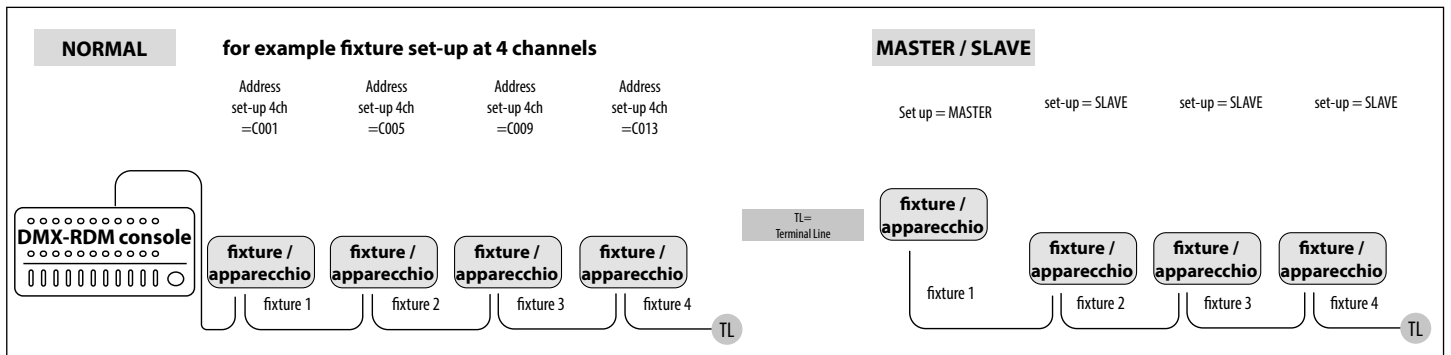 NORMAL
for example fixture set-up at 4 channels
Address
set-up 4ch
=C001
Address
set-up 4ch
=C005
Address
set-up 4ch
=C009
Address
set-up 4ch
=C013
DMX-RDM console
fixture /
apparecchio
fixture 1
fixture /
apparecchio
fixture 2
fixture /
apparecchio
fixture 3
fixture /
apparecchio
fixture 4
TL
TL=
Terminal Line
MASTER / SLAVE
Set up = MASTER
set-up = SLAVE
set-up = SLAVE
set-up = SLAVE
fixture /
apparecchio
fixture 1
fixture /
apparecchio
fixture 2
fixture /
apparecchio
fixture 3
fixture /
apparecchio
fixture 4
TL